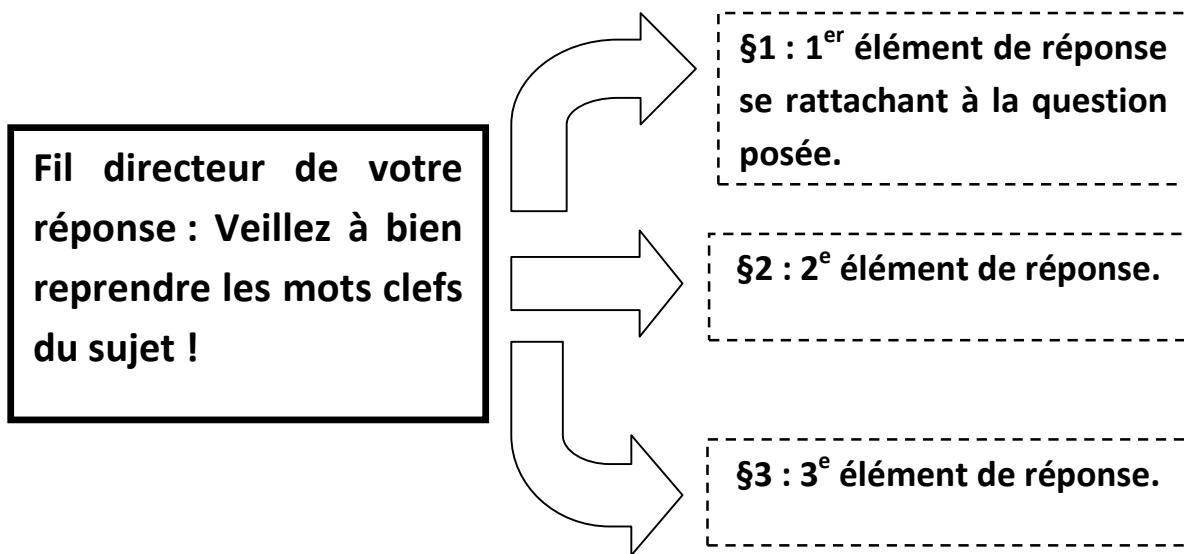 §1 : 1er élément de réponse
se rattachant à la question
posée.
Fil directeur de votre
réponse : Veillez à bien
reprendre les mots clefs
du sujet !
§2 : 2e élément de réponse.
§3 : 3e élément de réponse.